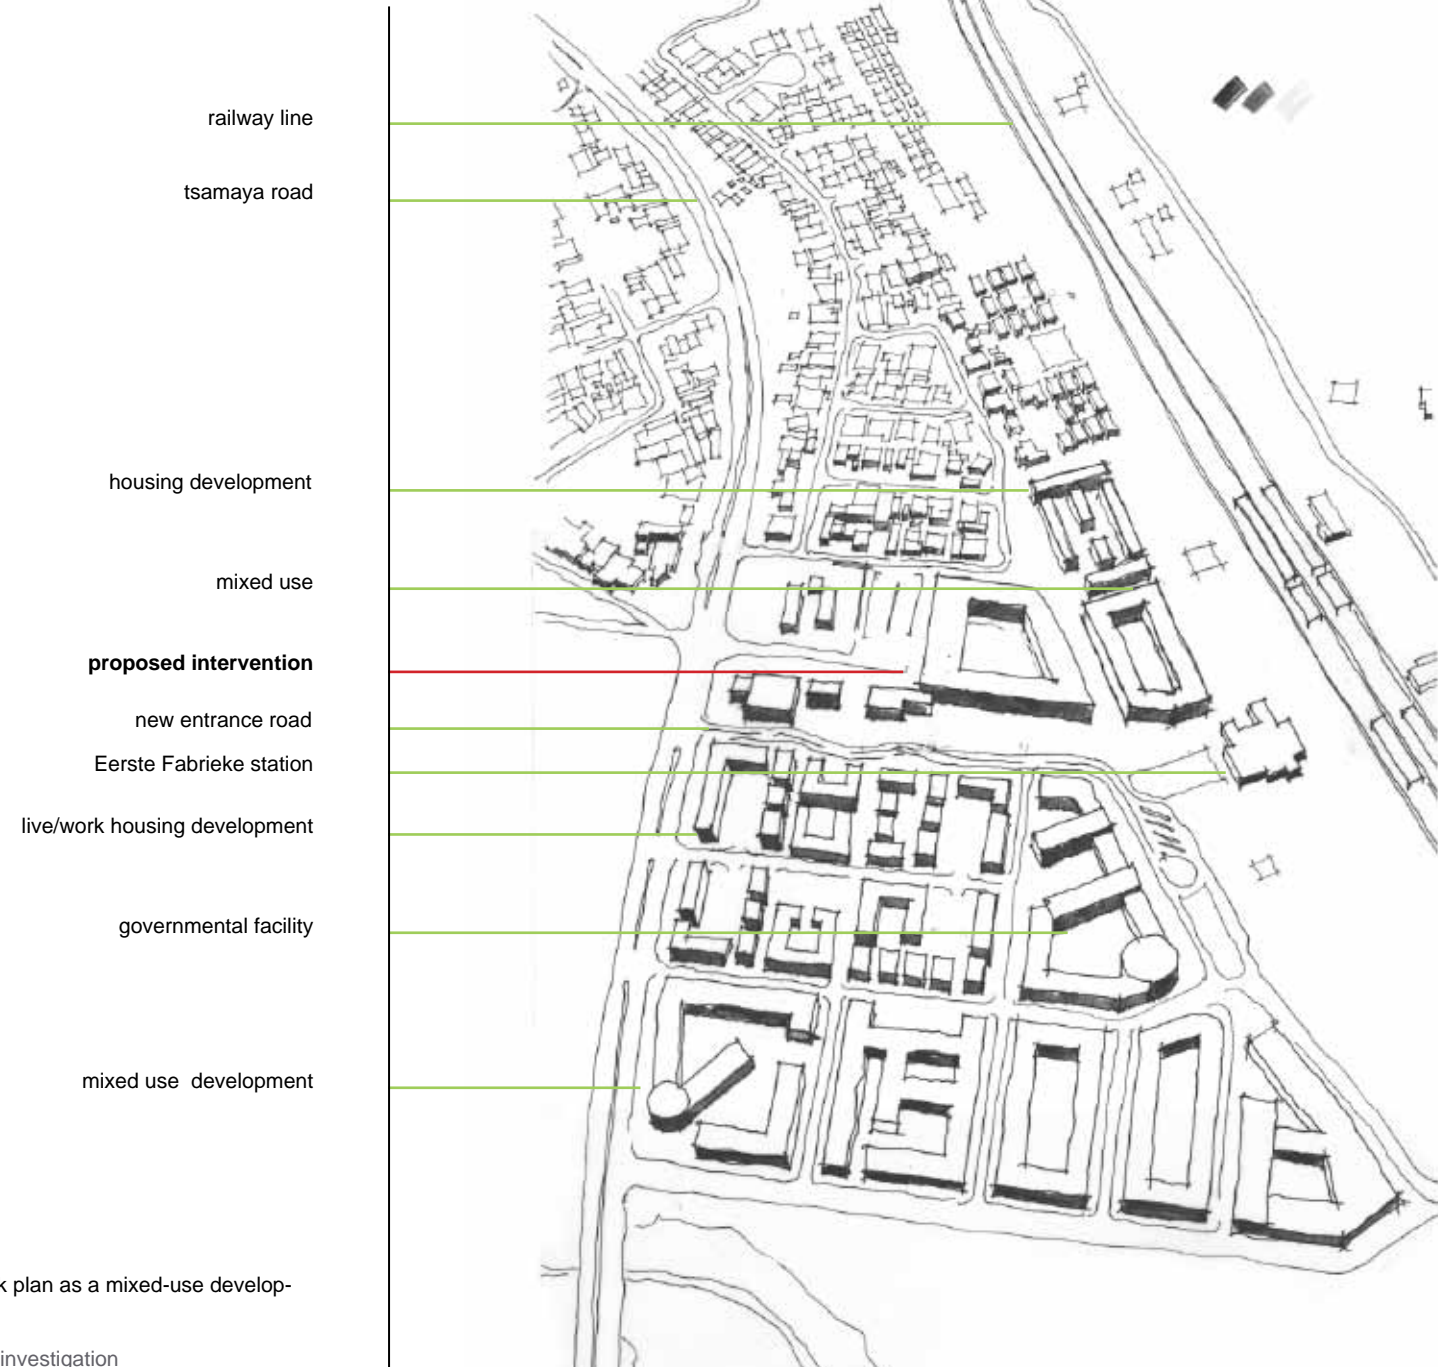 railway line
tsamaya road
housing development
mixed use
proposed intervention
new entrance road
Eerste Fabrieke station
live/work housing development
governmental facility
mixed use development
plan as a mixed-use develop-
investigation